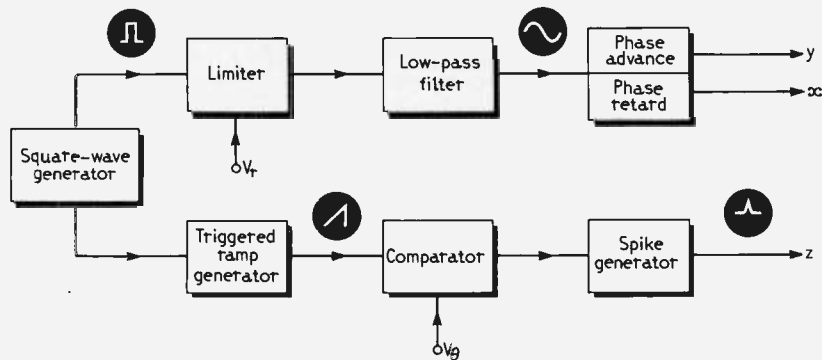 Limiter
Low-pass
filter
Phase
advance
y
Phase
retard
x
Square-wave
generator
Vr
Triggered
ramp
generator
Comparator
Spike
generator
z
Vθ